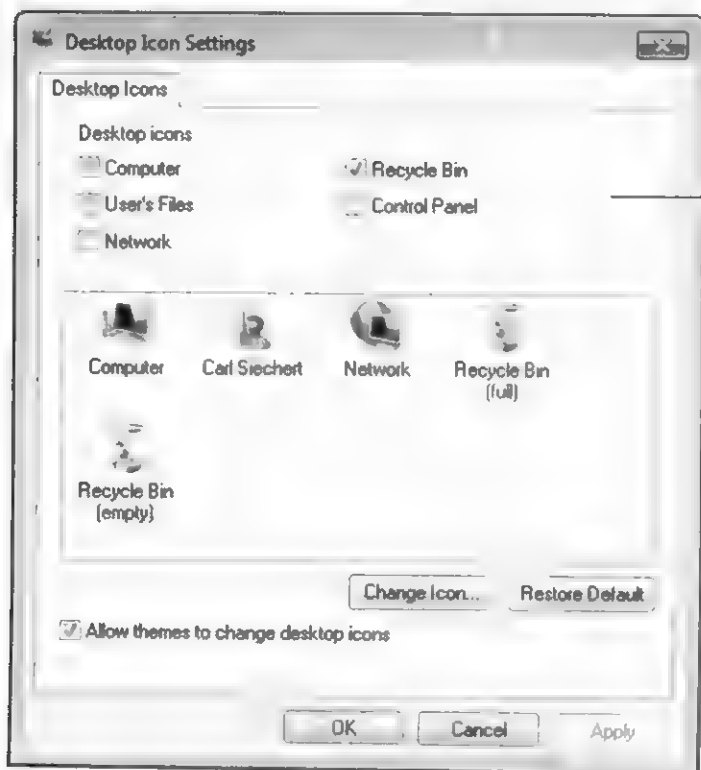 Desktop Icon Settings
Desktop Icons
Desktop icons
Computer
Recycle Bin
User's Files
Control Panel
Network
Computer
Carl Siechert
Network
Recycle Bin
(full)
Recycle Bin
(empty)
Change Icon...
Restore Default
Allow themes to change desktop icons
OK
Cancel
Apply